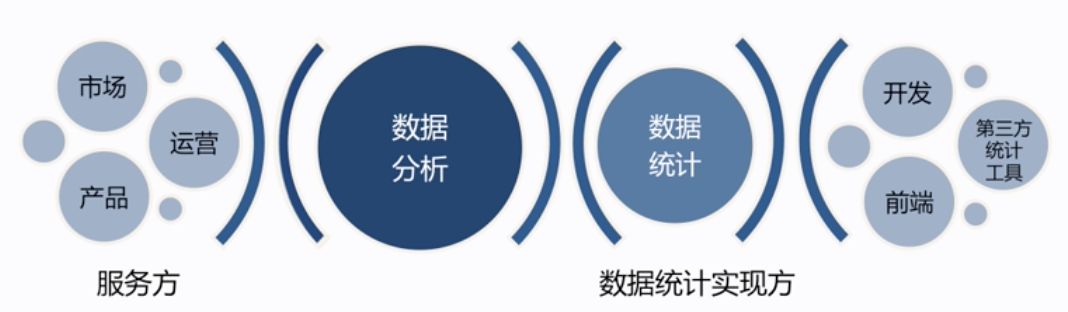 市场
运营
产品
服务方
数据
分析
数据
统计
开发
第三方
统计
工具
前端
数据统计实现方